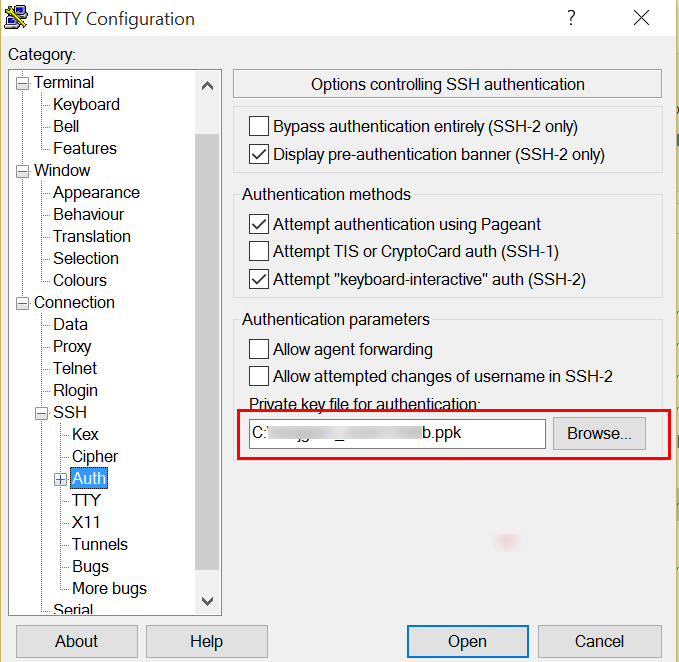 PuTTY Configuration
Category:
Terminal
Keyboard
Bell
Features
Window
Appearance
Behaviour
Translation
Selection
Colours
Connection
Data
Proxy
Telnet
Rlogin
SSH
Kex
Cipher
Auth
TTY
X11
Tunnels
Bugs
More bugs
Serial
Options controlling SSH authentication
Bypass authentication entirely (SSH-2 only)
Display pre-authentication banner (SSH-2 only)
Authentication methods
Attempt authentication using Pageant
Attempt TIS or CryptoCard auth (SSH-1)
Attempt "keyboard-interactive" auth (SSH-2)
Authentication parameters
Allow agent forwarding
Allow attempted changes of username in SSH-2
Private key file for authentication:
C:\ b.ppk Browse...
About Help Open Cancel